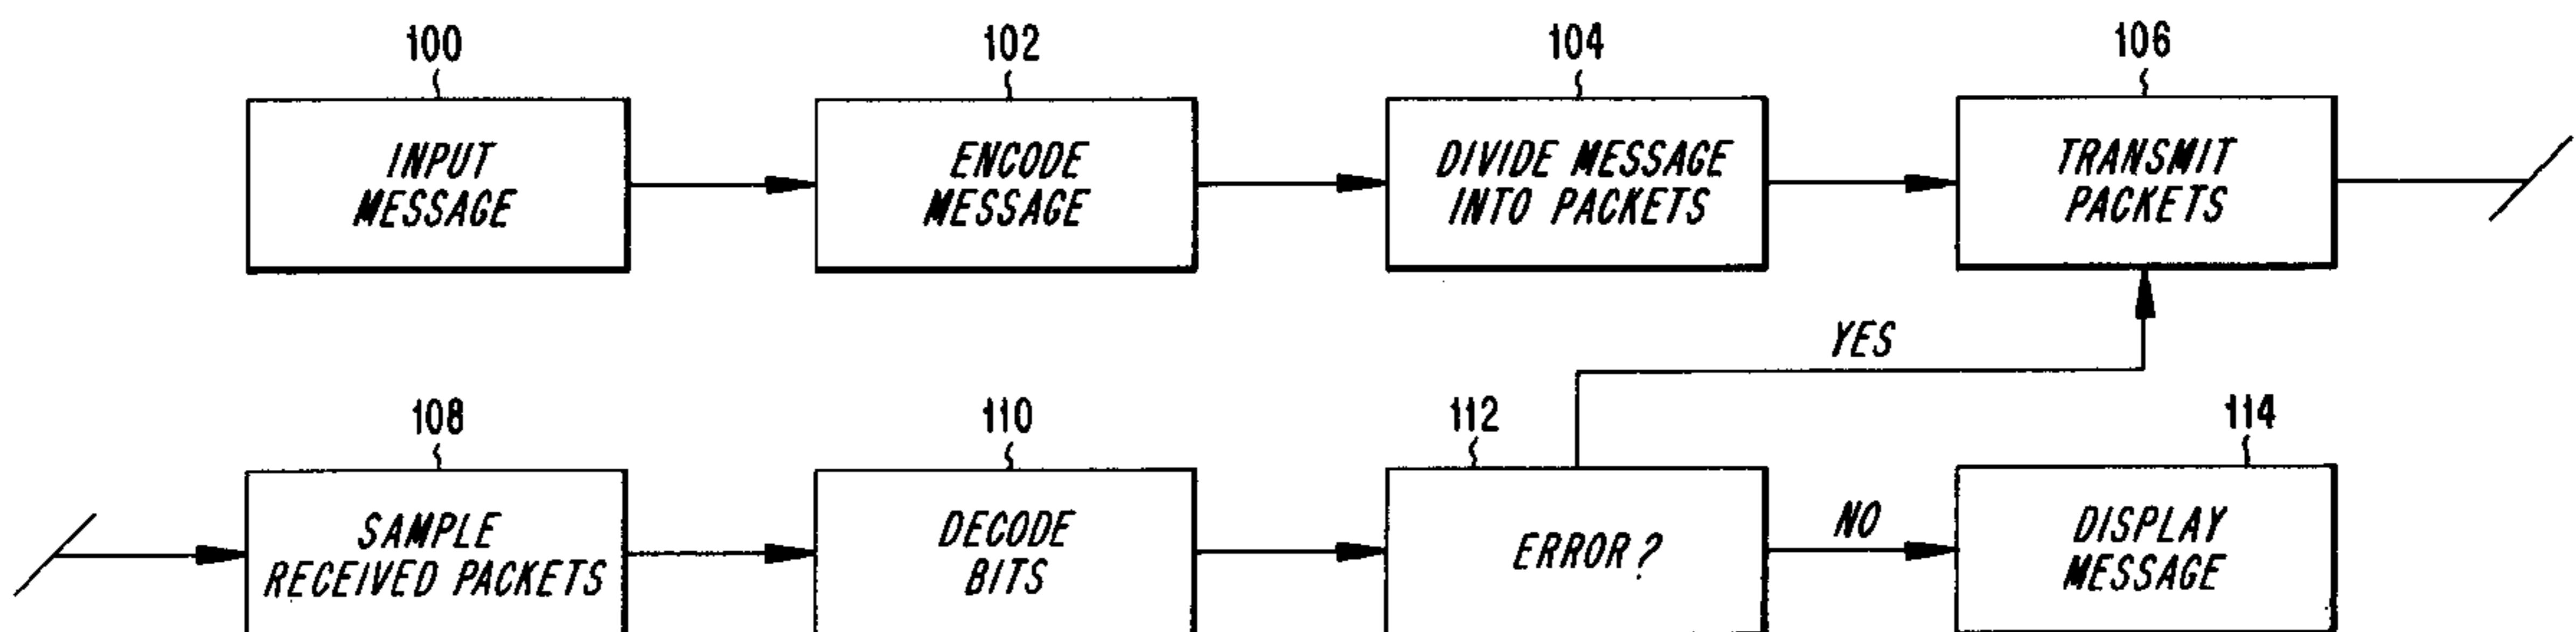 100
102
104
106
INPUT
MESSAGE
ENCODE
MESSAGE
DIVIDE MESSAGE
INTO PACKETS
TRANSMIT
PACKETS
YES
108
110
112
114
SAMPLE
RECEIVED PACKETS
DECODE
BITS
ERROR?
NO
DISPLAY
MESSAGE